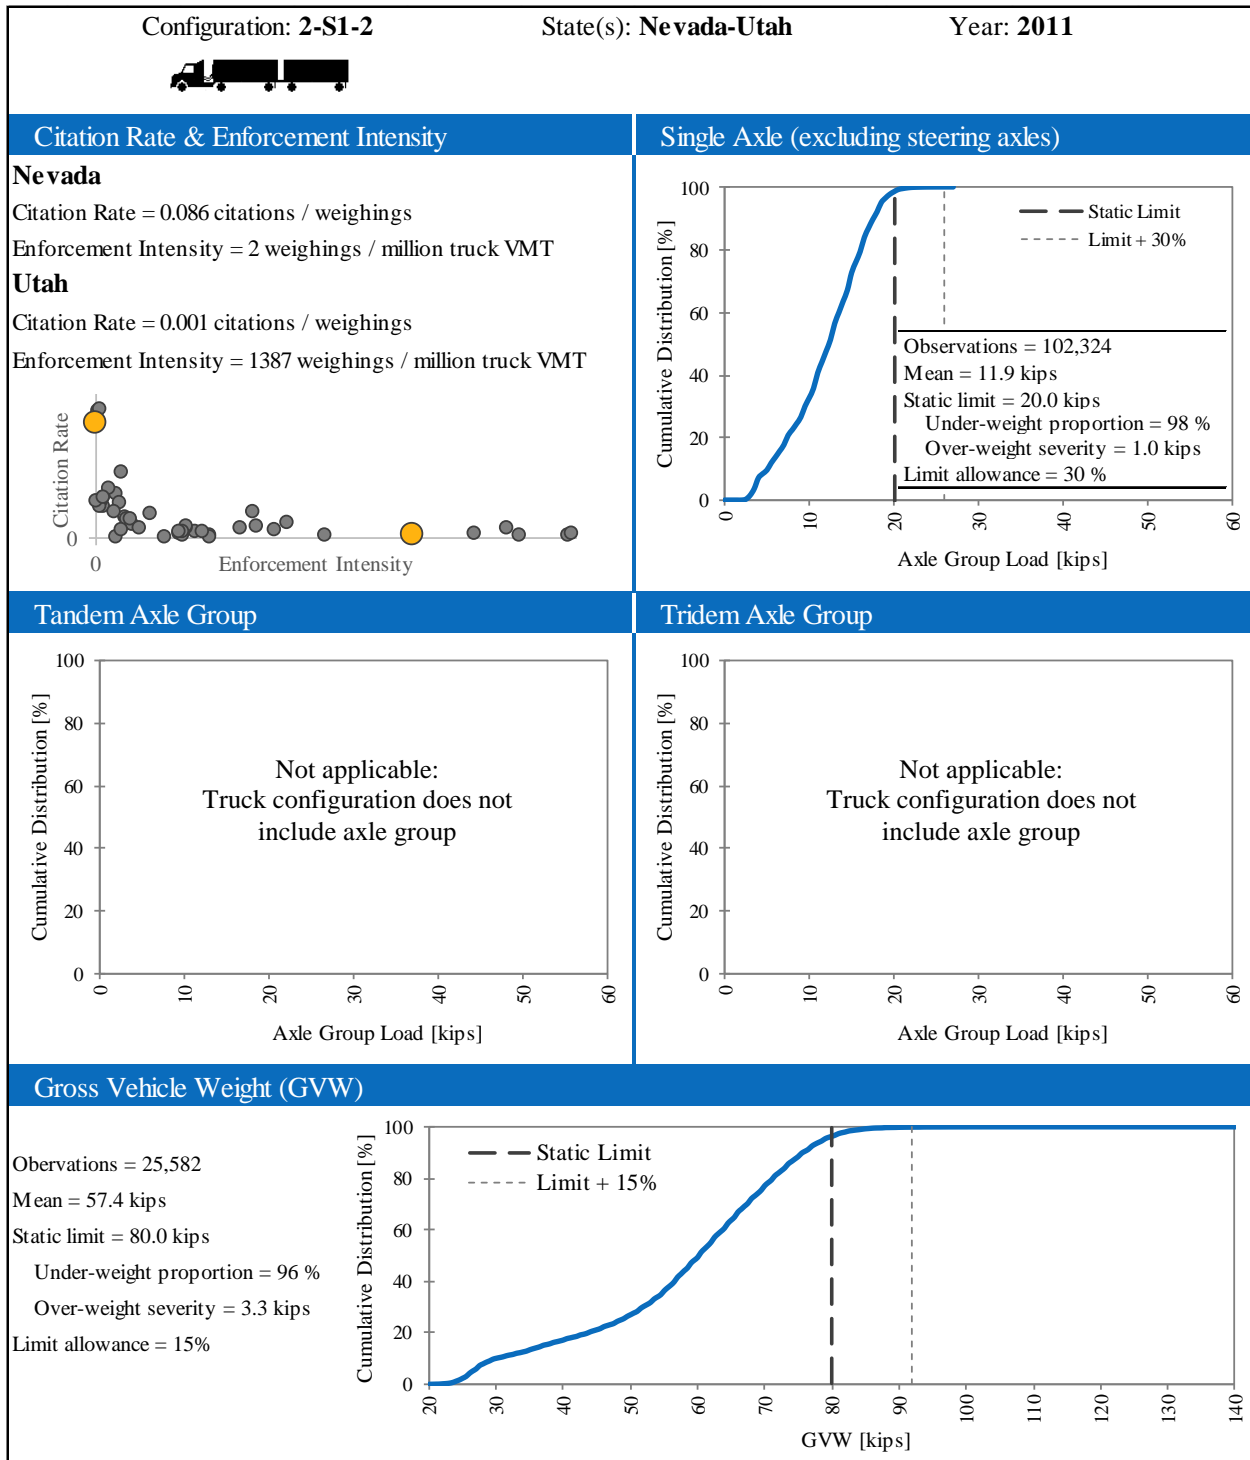 Configuration: 2-S1-2 State(s): Nevada-Utah Year: 2011
Citation Rate & Enforcement Intensity
Nevada
Citation Rate = 0.086 citations / weighings
Enforcement Intensity = 2 weighings / million truck VMT
Utah
Citation Rate = 0.001 citations / weighings
Enforcement Intensity = 1387 weighings / million truck VMT
Citation Rate
0
0
Enforcement Intensity
Single Axle (excluding steering axles)
Cumulative Distribution [%]
100
80
60
40
20
0
Static Limit
Limit + 30%
Observations = 102,324
Mean = 11.9 kips
Static limit = 20.0 kips
Under-weight proportion = 98 %
Over-weight severity = 1.0 kips
Limit allowance = 30 %
0 10 20 30 40 50 60
Axle Group Load [kips]
Tandem Axle Group
Cumulative Distribution [%]
100
80
60
40
20
0
Not applicable:
Truck configuration does not
include axle group
0 10 20 30 40 50 60
Axle Group Load [kips]
Tridem Axle Group
Cumulative Distribution [%]
100
80
60
40
20
0
Not applicable:
Truck configuration does not
include axle group
0 10 20 30 40 50 60
Axle Group Load [kips]
Gross Vehicle Weight (GVW)
Obervations = 25,582
Mean = 57.4 kips
Static limit = 80.0 kips
Under-weight proportion = 96 %
Over-weight severity = 3.3 kips
Limit allowance = 15%
Cumulative Distribution [%]
100
80
60
40
20
0
Static Limit
Limit + 15%
20 30 40 50 60 70 80 90 100 110 120 130 140
GVW [kips]